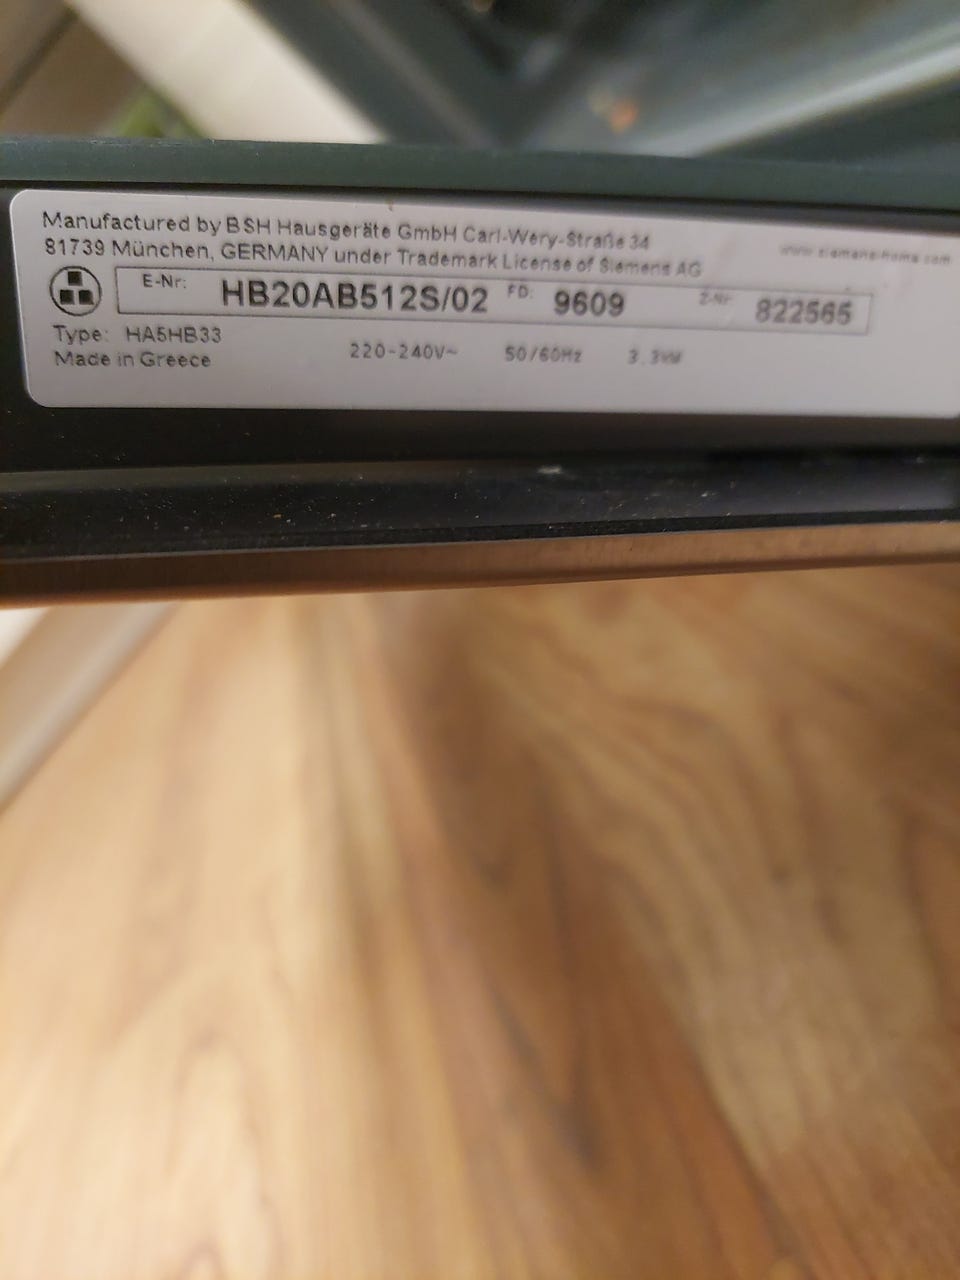 Manufactured by BSH Hausgeräte GmbH Carl-Wery-Straße 34
81739 München, GERMANY under Trademark License of Siemens AG
www.siemens-home.com
E-Nr: HB20AB512S/02 FD: 9609 Z-Nr: 822565
Type: HA5HB33
220-240V~ 50/60Hz 3.3kW
Made in Greece